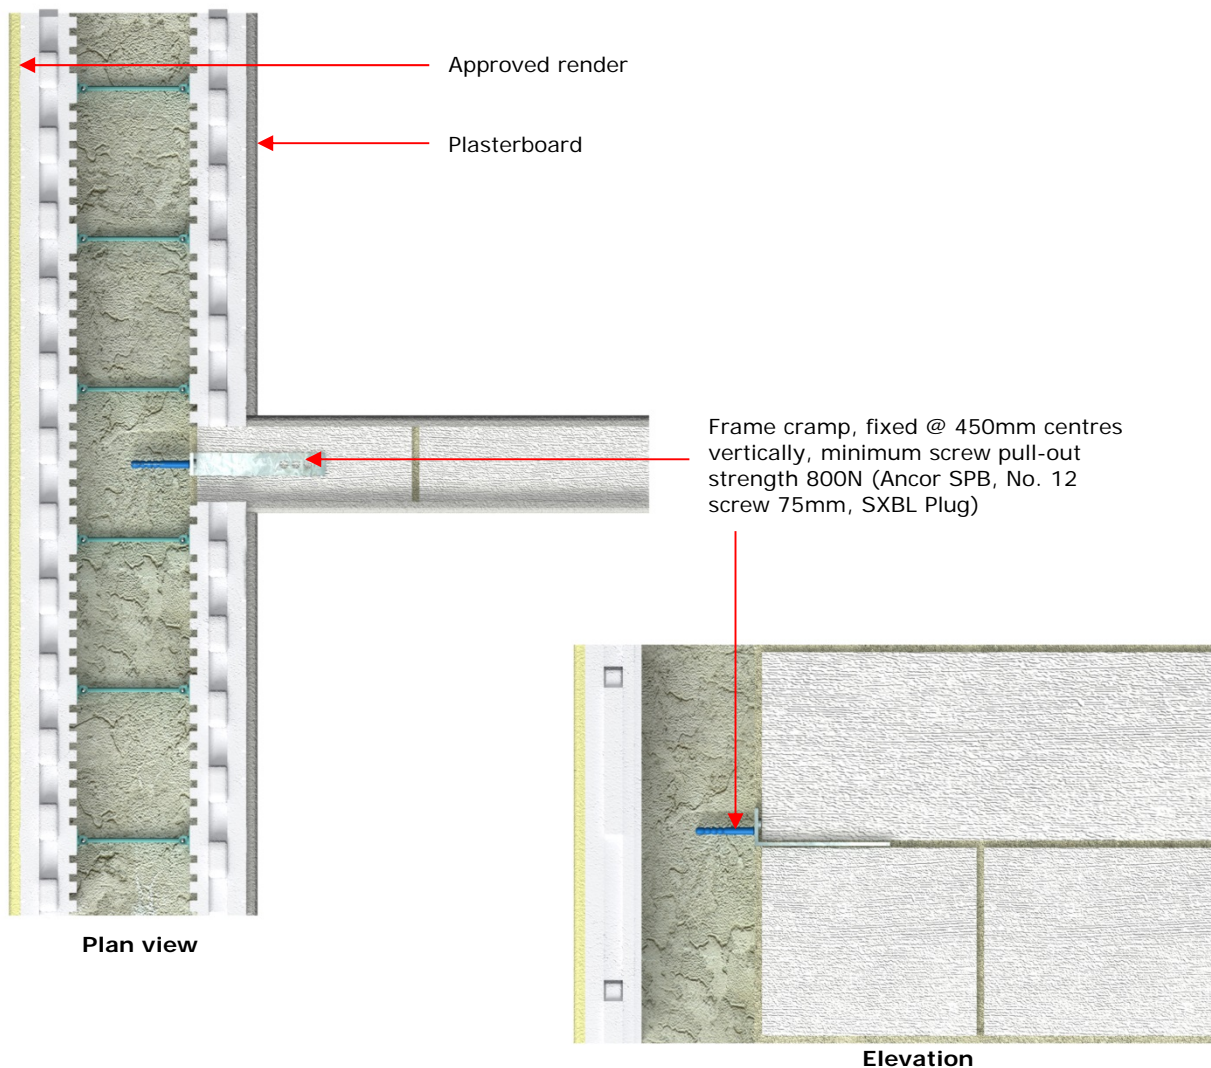 Approved render
Plasterboard
Frame cramp, fixed @ 450mm centres
vertically, minimum screw pull-out
strength 800N (Ancor SPB, No. 12
screw 75mm, SXBL Plug)
Plan view
Elevation